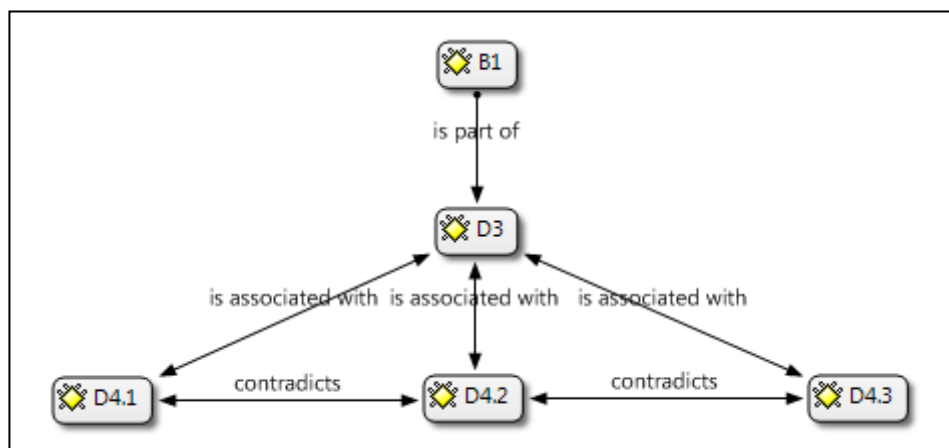 B1
is part of
D3
is associated with is associated with is associated with
D4.1 contradicts D4.2 contradicts D4.3